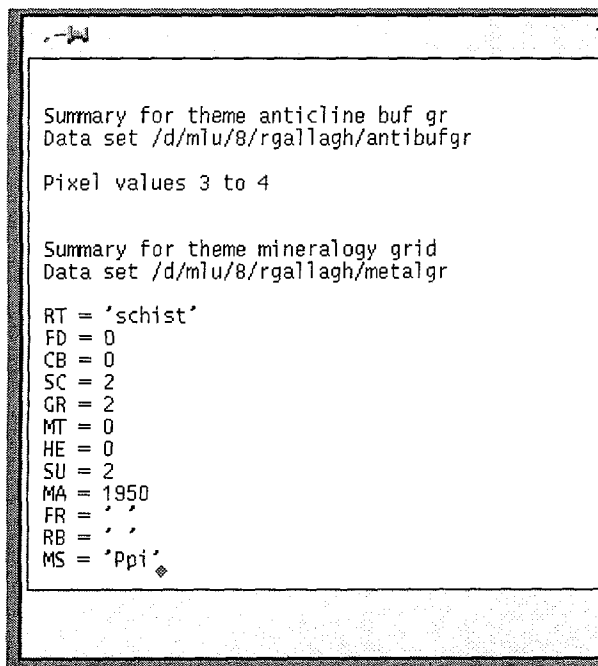 Summary for theme anticline buf gr
Data set /d/mlu/8/rgallagh/antibufgr
Pixel values 3 to 4
Summary for theme mineralogy grid
Data set /d/mlu/8/rgallagh/metalgr
RT = 'schist'
FD = 0
CB = 0
SC = 2
GR = 2
MT = 0
HE = 0
SU = 2
MA = 1950
FR = ' '
RB = ' '
MS = 'Ppi'